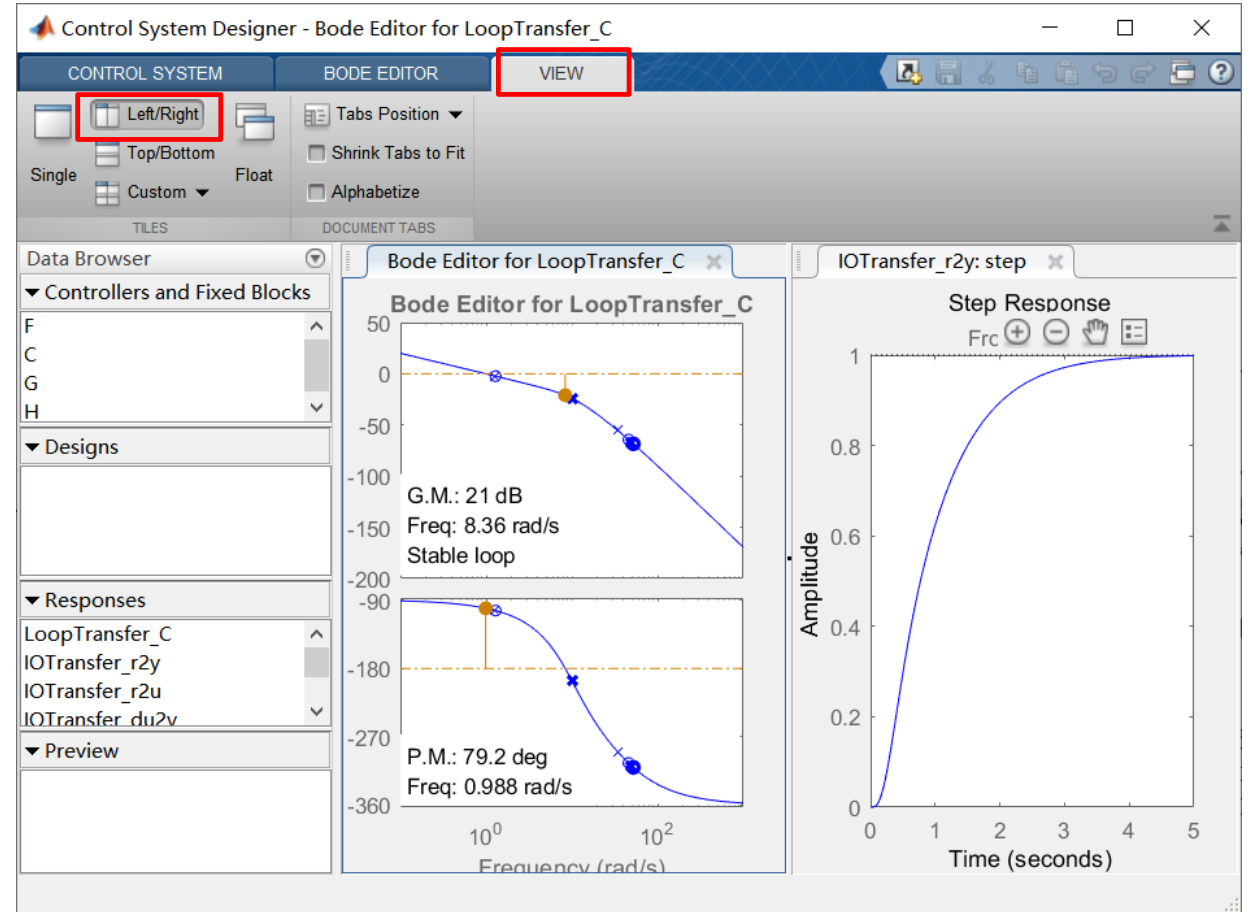 Control System Designer - Bode Editor for LoopTransfer_C
CONTROL SYSTEM
BODE EDITOR
VIEW
Single
Left/Right
Top/Bottom
Custom
Float
TILES
Tabs Position
Shrink Tabs to Fit
Alphabetize
DOCUMENT TABS
Data Browser
Controllers and Fixed Blocks
F
C
G
H
Designs
Responses
LoopTransfer_C
IOTransfer_r2y
IOTransfer_r2u
IOTransfer_du2y
Preview
Bode Editor for LoopTransfer_C
Bode Editor for LoopTransfer_C
50
0
-50
-100
-150
-200
G.M.: 21 dB
Freq: 8.36 rad/s
Stable loop
-90
-180
-270
-360
P.M.: 79.2 deg
Freq: 0.988 rad/s
10^0
10^2
Frequency (rad/s)
IOTransfer_r2y: step
Step Response
Frc
Amplitude
1
0.8
0.6
0.4
0.2
0
0 1 2 3 4 5
Time (seconds)